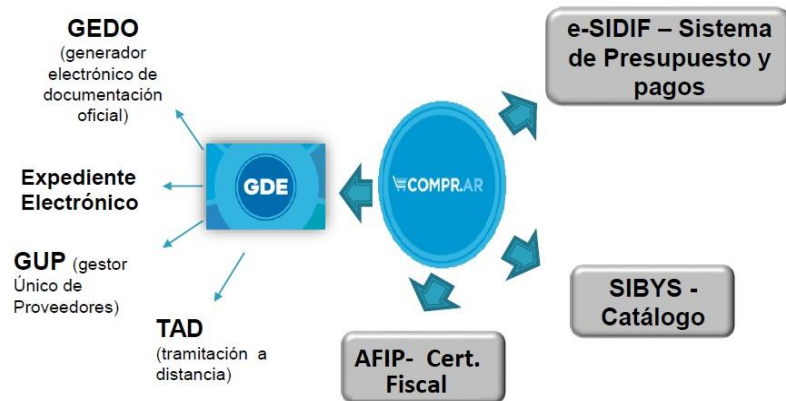 GEDO
(generador
electrónico de
documentación
oficial)
Expediente
Electrónico
GUP (gestor
Único de
Proveedores)
TAD
(tramitación a
distancia)
GDE
COMPR.AR
e-SIDIF – Sistema
de Presupuesto y
pagos
SIBYS -
Catálogo
AFIP- Cert.
Fiscal